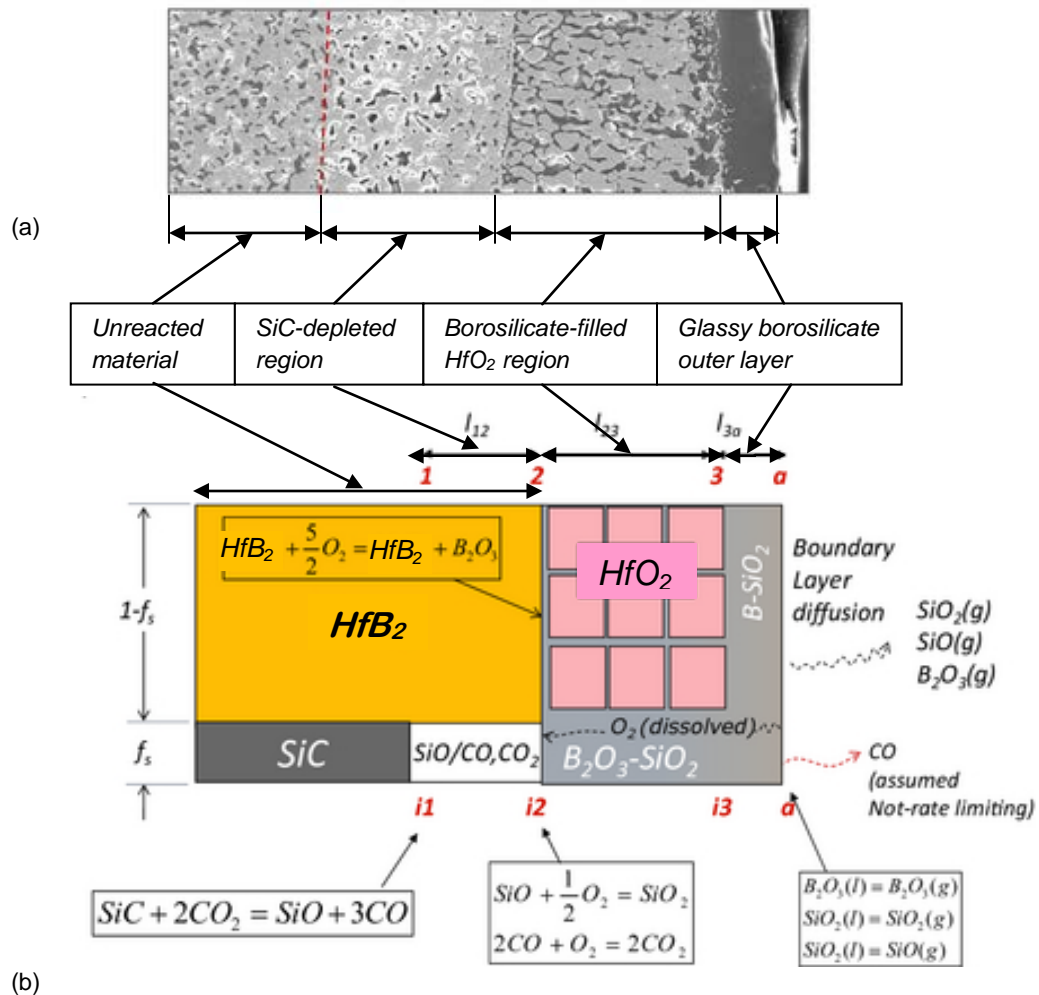 (a)
Unreacted
material
SiC-depleted
region
Borosilicate-filled
HfO₂ region
Glassy borosilicate
outer layer
l₁₂
l₂₃
l₃ₐ
1
2
3
a
HfB₂ + 5/2 O₂ = HfB₂ + B₂O₃
HfB₂
HfO₂
B-SiO₂
1-fₛ
fₛ
Boundary
Layer
diffusion
SiO₂(g)
SiO(g)
B₂O₃(g)
SiC
SiO/CO,CO₂
O₂ (dissolved)
B₂O₃-SiO₂
CO
(assumed
Not-rate limiting)
i1
i2
i3
a
SiC + 2CO₂ = SiO + 3CO
SiO + 1/2 O₂ = SiO₂
2CO + O₂ = 2CO₂
B₂O₃(l) = B₂O₃(g)
SiO₂(l) = SiO₂(g)
SiO₂(l) = SiO(g)
(b)